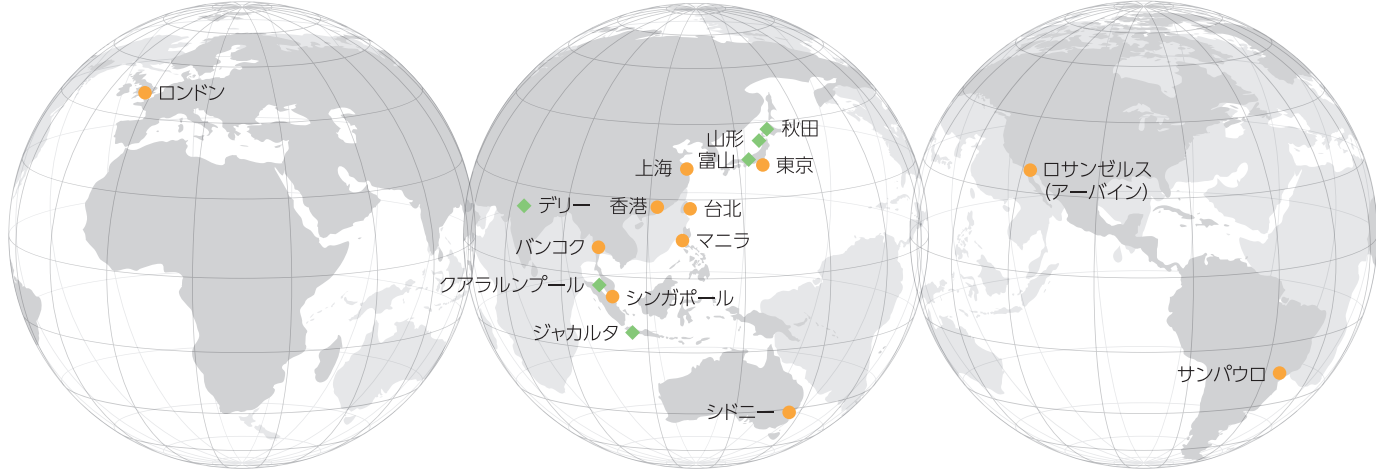 ロンドン
秋田
山形
富山
東京
上海
デリー
香港
台北
バンコク
マニラ
クアラルンプール
シンガポール
ジャカルタ
シドニー
ロサンゼルス
(アーバイン)
サンパウロ